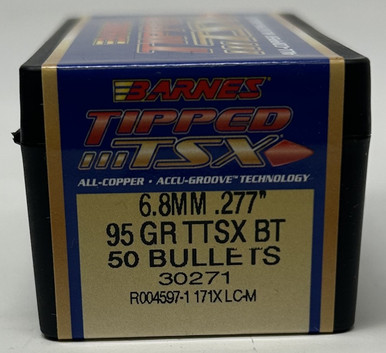 BARNES
TIPPED
TSX
ALL-COPPER • ACCU-GROOVE™ TECHNOLOGY
6.8MM .277"
95 GR TTSX BT
50 BULLETS
30271
R004597-1 171X LC-M